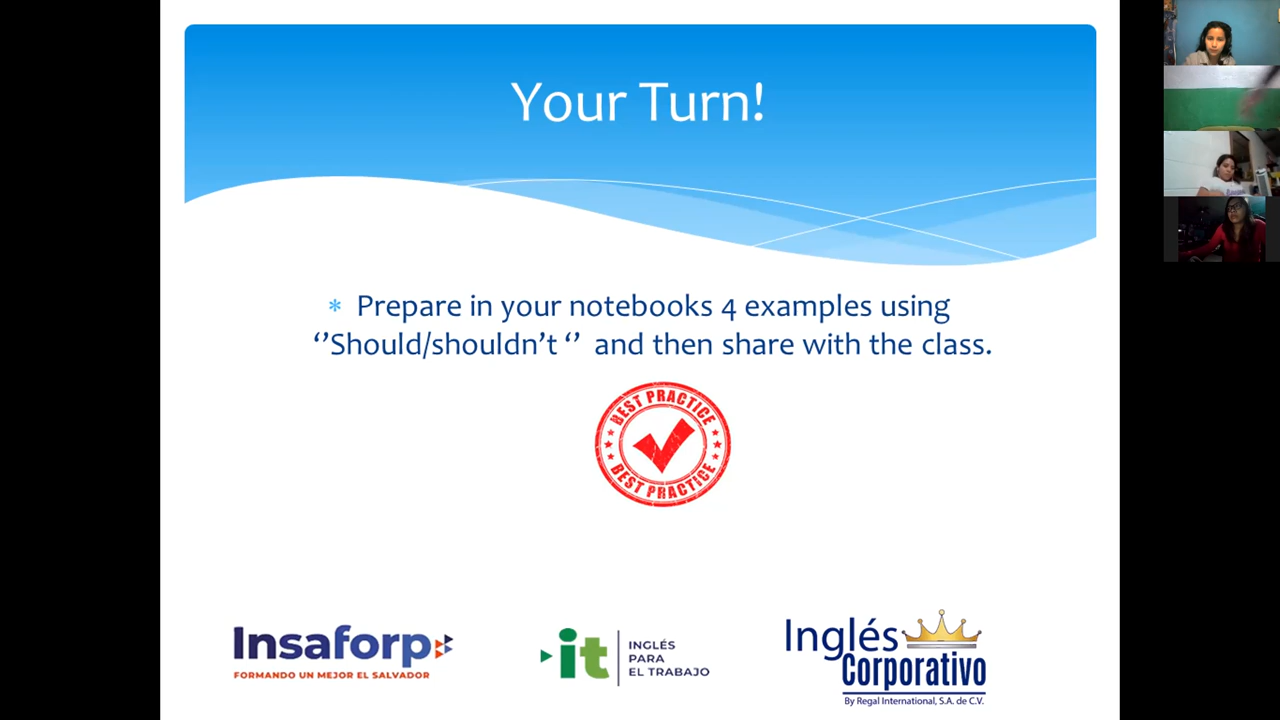 Your Turn!
* Prepare in your notebooks 4 examples using
‘’Should/shouldn’t ‘’ and then share with the class.
BEST PRACTICE
BEST PRACTICE
Insaforp
FORMANDO UN MEJOR EL SALVADOR
it
INGLÉS
PARA
EL TRABAJO
Inglés
Corporativo
By Regal International, S.A. de C.V.